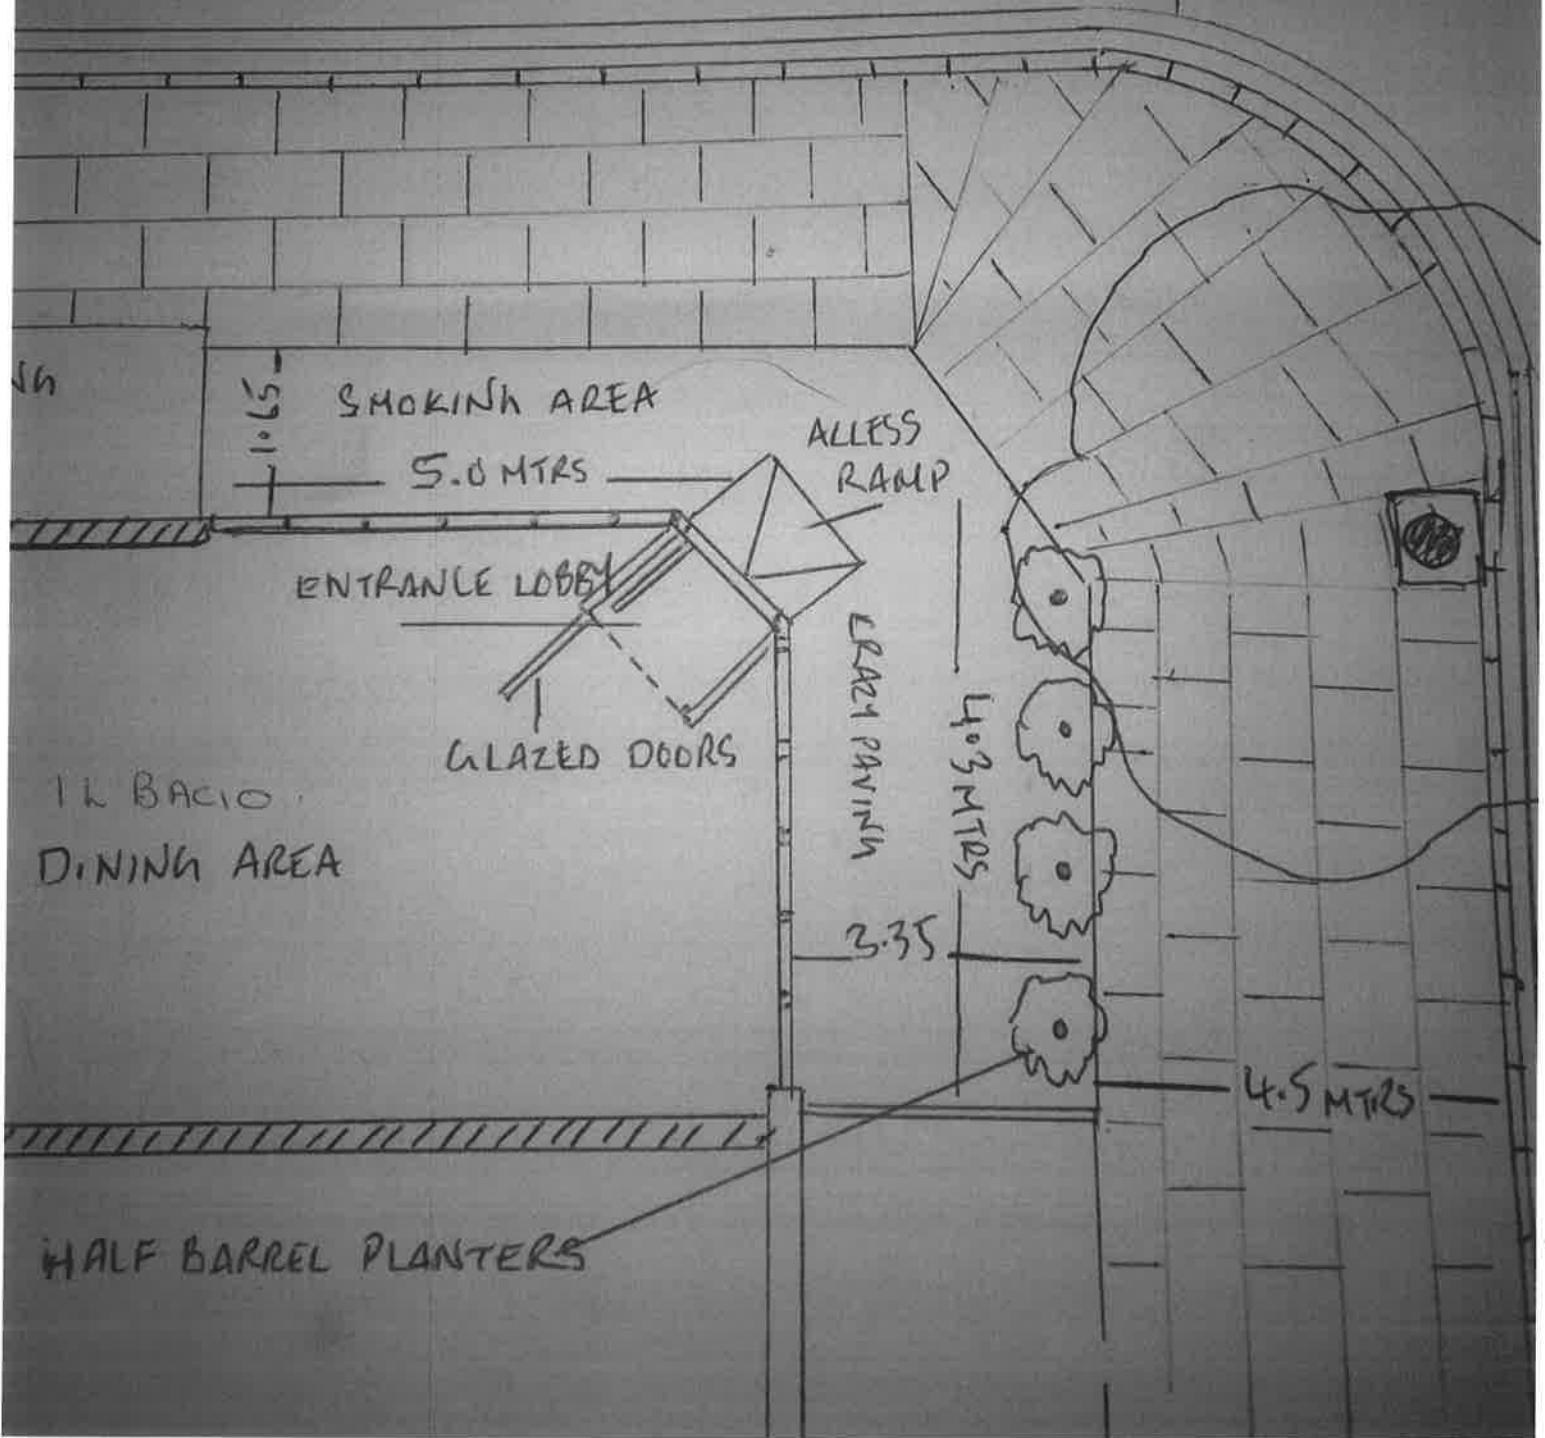 NG
1.65
SMOKING AREA
5.0 MTRS
ACCESS
RAMP
ENTRANCE LOBBY
GLAZED DOORS
CRAZY PAVING
4.3 MTRS
IL BACIO.
DINING AREA
3.35
4.5 MTRS
HALF BARREL PLANTERS